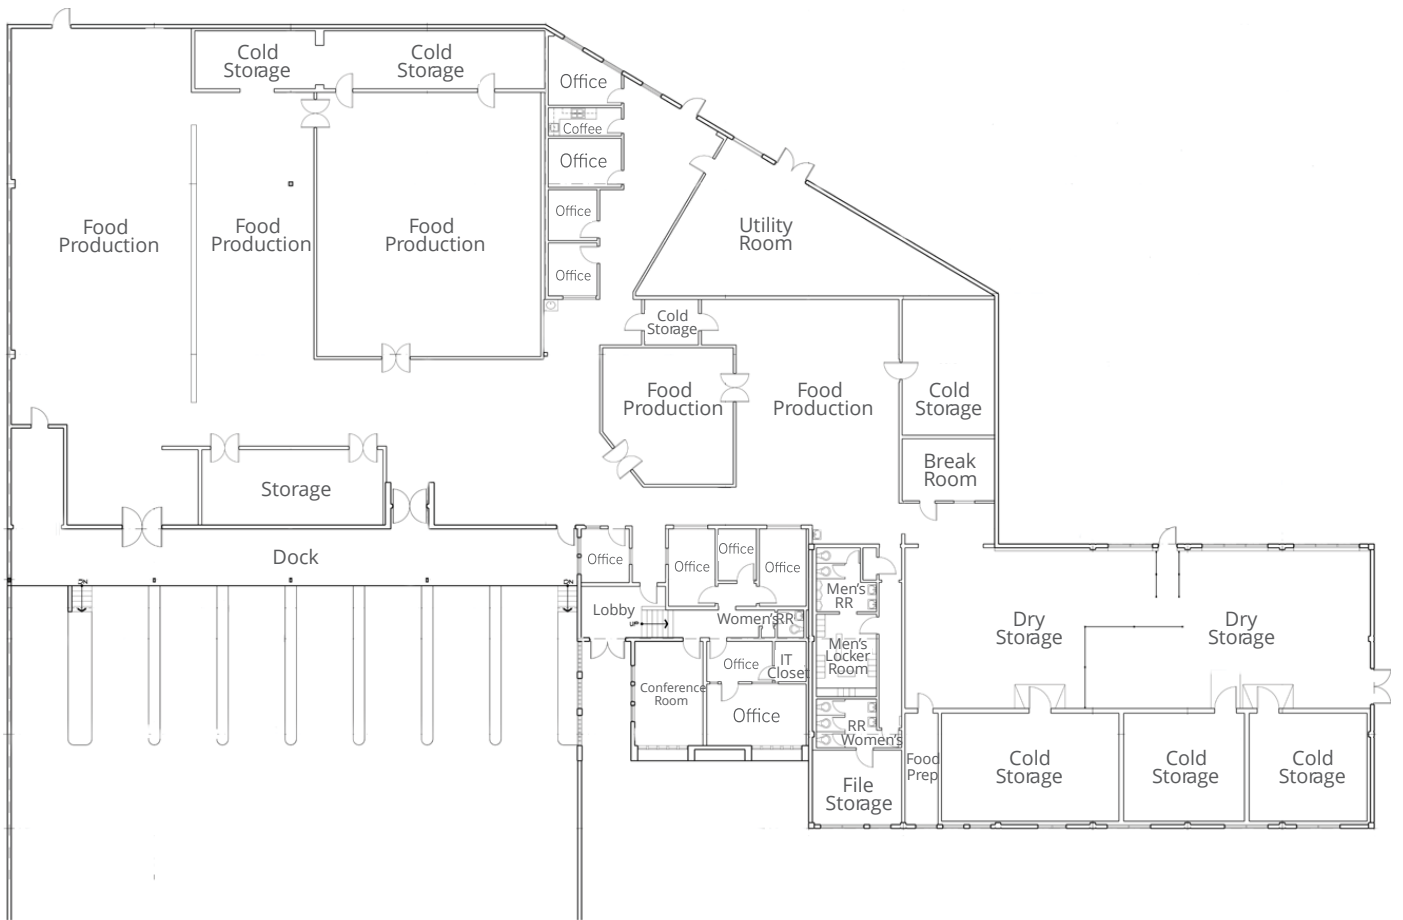 Cold
Storage
Cold
Storage
Office
Coffee
Office
Office
Office
Food
Production
Food
Production
Food
Production
Utility
Room
Cold
Storage
Food
Production
Food
Production
Cold
Storage
Break
Room
Storage
Dock
Office
Office
Office
Office
Lobby
UP
Women's RR
Men's
RR
Men's
Locker
Room
Office
IT
Closet
Conference
Room
Office
RR
Women's
File
Storage
Food
Prep
Dry
Storage
Dry
Storage
Cold
Storage
Cold
Storage
Cold
Storage